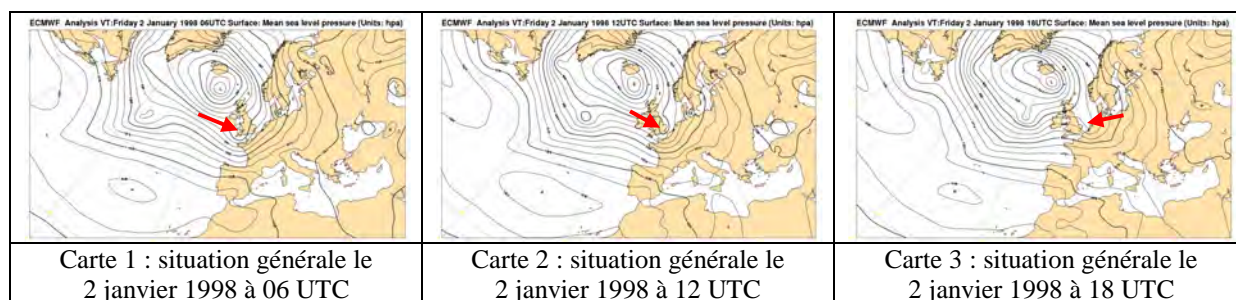 ECMWF Analysis VT:Friday 2 January 1998 06UTC Surface: Mean sea level pressure (Units: hpa)
ECMWF Analysis VT:Friday 2 January 1998 12UTC Surface: Mean sea level pressure (Units: hpa)
ECMWF Analysis VT:Friday 2 January 1998 18UTC Surface: Mean sea level pressure (Units: hpa)
Carte 1 : situation générale le
2 janvier 1998 à 06 UTC
Carte 2 : situation générale le
2 janvier 1998 à 12 UTC
Carte 3 : situation générale le
2 janvier 1998 à 18 UTC